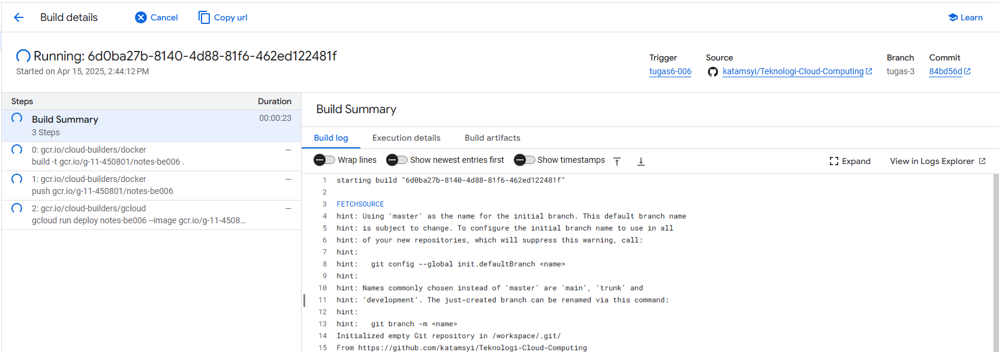 Build details
Cancel
Copy url
Learn
Running: 6d0ba27b-8140-4d88-81f6-462ed122481f
Started on Apr 15, 2025, 2:44:12 PM
Trigger
tugas6-006
Source
katamsyi/Teknologi-Cloud-Computing
Branch
tugas-3
Commit
84bd56d
Steps Duration
Build Summary 00:00:23
3 Steps
0: gcr.io/cloud-builders/docker —
build -t gcr.io/g-11-450801/notes-be006 .
1: gcr.io/cloud-builders/docker —
push gcr.io/g-11-450801/notes-be006
2: gcr.io/cloud-builders/gcloud —
gcloud run deploy notes-be006 --image gcr.io/g-11-4508...
Build Summary
Build log Execution details Build artifacts
Wrap lines Show newest entries first Show timestamps Expand View in Logs Explorer
1 starting build "6d0ba27b-8140-4d88-81f6-462ed122481f"
2
3 FETCHSOURCE
4 hint: Using 'master' as the name for the initial branch. This default branch name
5 hint: is subject to change. To configure the initial branch name to use in all
6 hint: of your new repositories, which will suppress this warning, call:
7 hint:
8 hint:   git config --global init.defaultBranch <name>
9 hint:
10 hint: Names commonly chosen instead of 'master' are 'main', 'trunk' and
11 hint: 'development'. The just-created branch can be renamed via this command:
12 hint:
13 hint:   git branch -m <name>
14 Initialized empty Git repository in /workspace/.git/
15 From https://github.com/katamsyi/Teknologi-Cloud-Computing